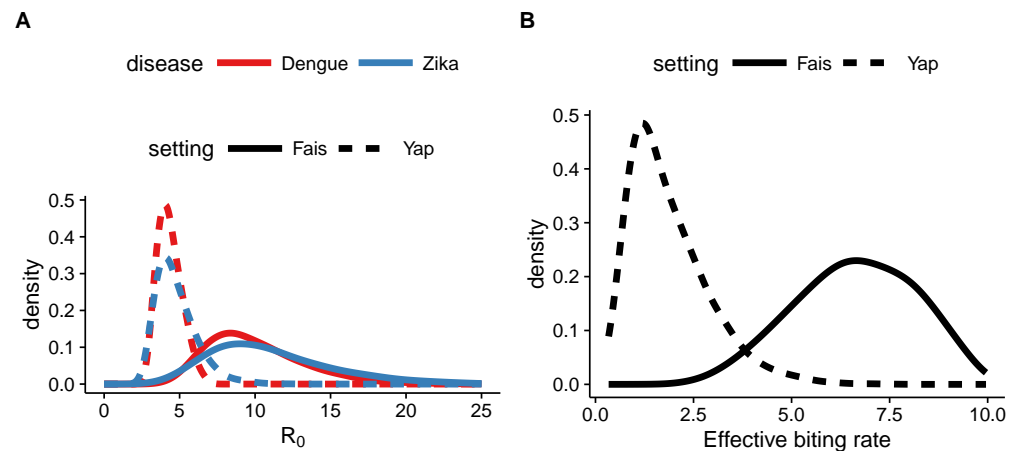 A
disease Dengue Zika
setting Fais Yap
0.5
0.4
0.3
0.2
0.1
0.0
density
0 5 10 15 20 25
R0
B
setting Fais Yap
0.5
0.4
0.3
0.2
0.1
0.0
density
0.0 2.5 5.0 7.5 10.0
Effective biting rate